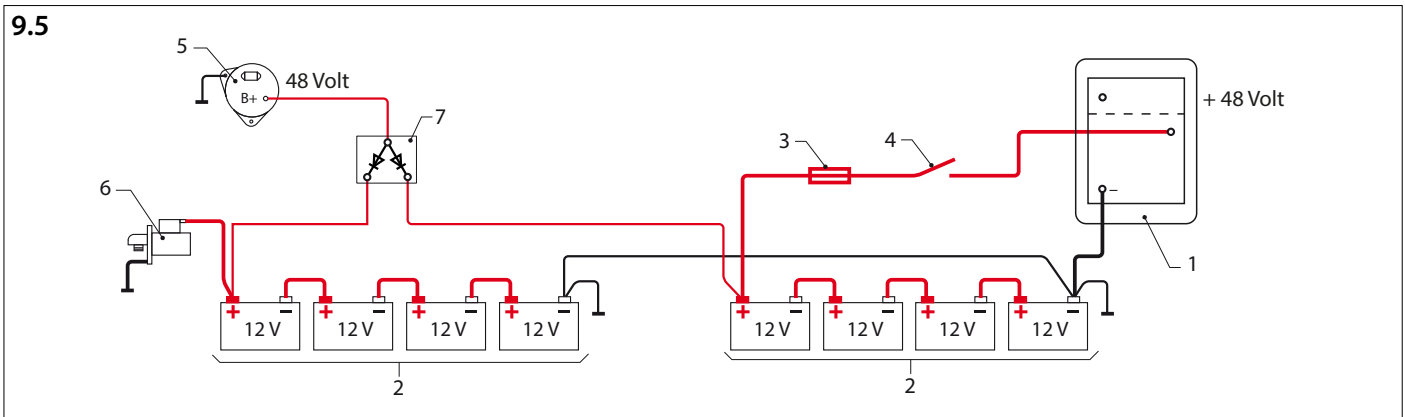 9.5
5
48 Volt
B+
7
+ 48 Volt
3
4
6
–
1
+ – + – + – + –
12 V 12 V 12 V 12 V
+ – + – + – + –
12 V 12 V 12 V 12 V
2
2